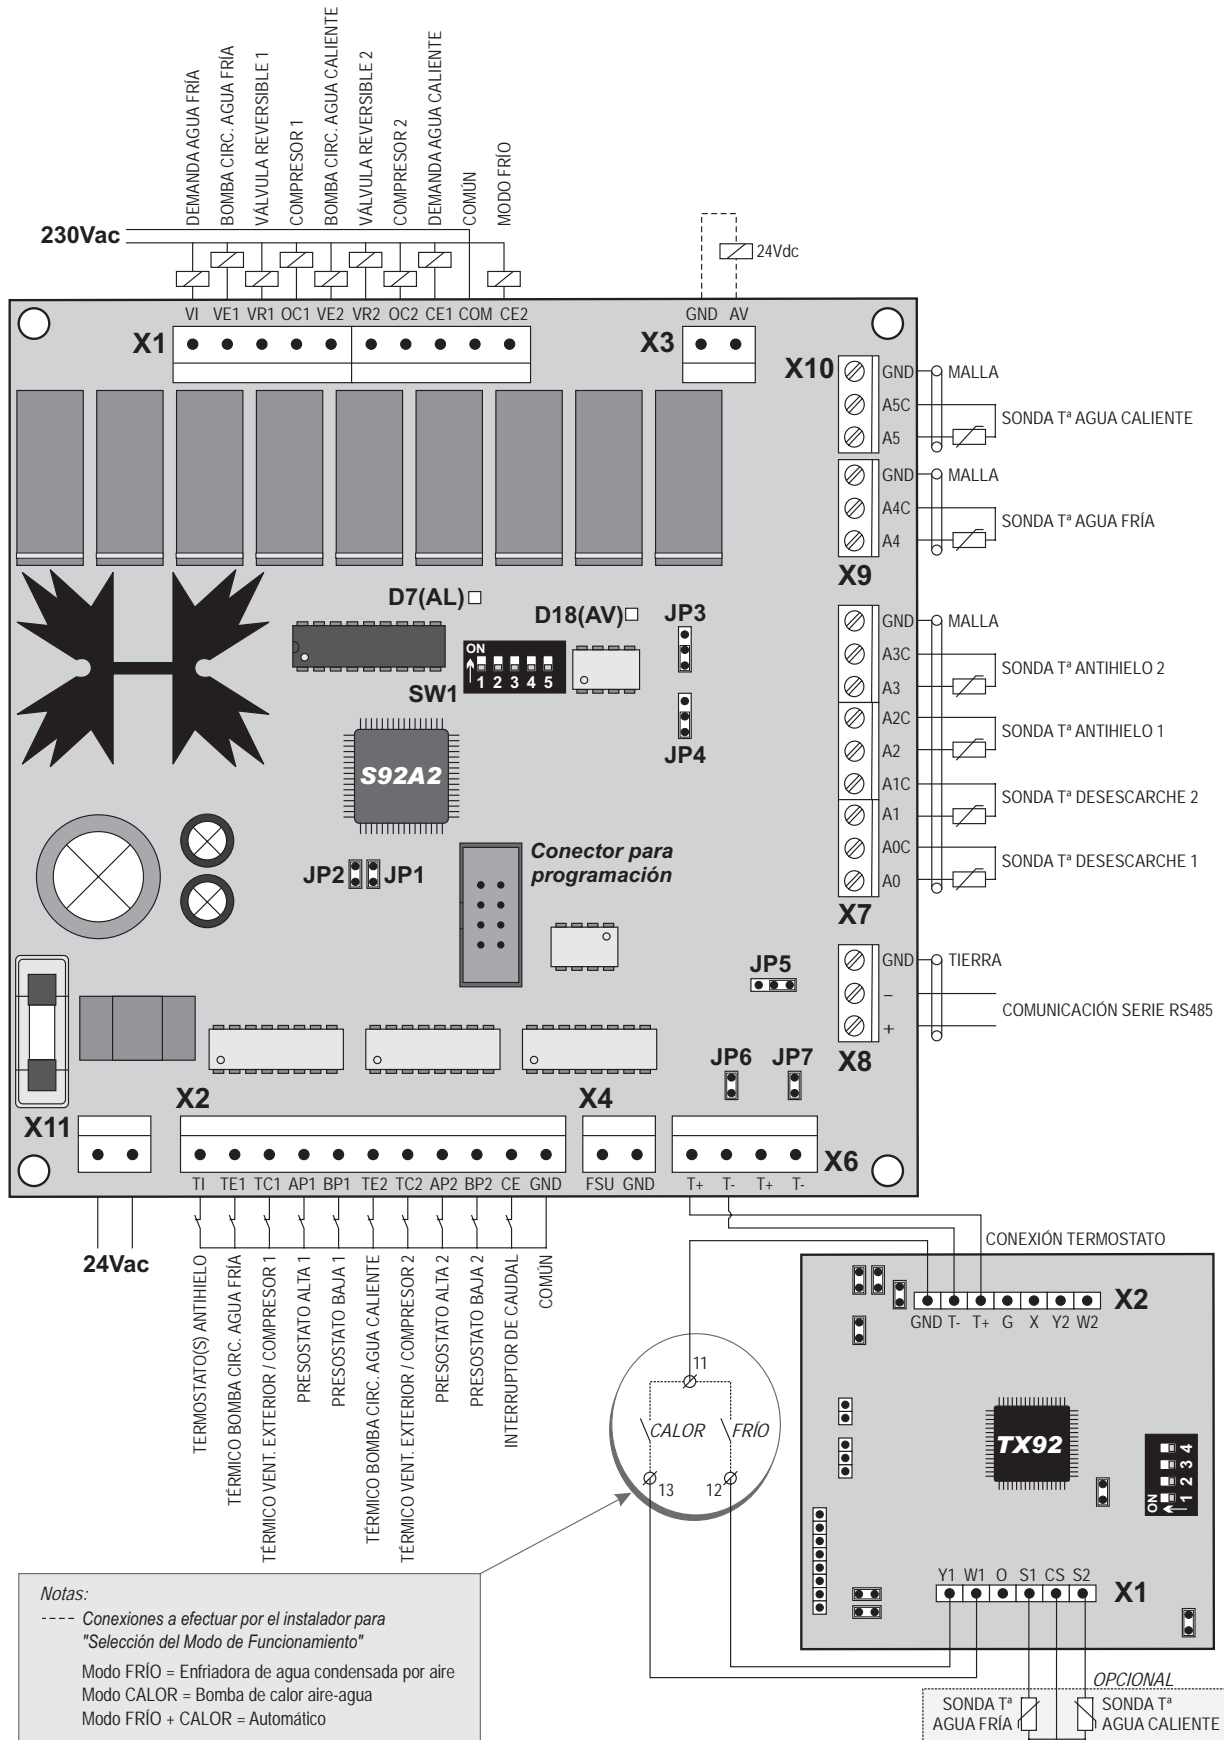 DEMANDA AGUA FRÍA
BOMBA CIRC. AGUA FRÍA
VÁLVULA REVERSIBLE 1
COMPRESOR 1
BOMBA CIRC. AGUA CALIENTE
VÁLVULA REVERSIBLE 2
COMPRESOR 2
DEMANDA AGUA CALIENTE
COMÚN
MODO FRÍO
230Vac
24Vdc
VI VE1 VR1 OC1 VE2 VR2 OC2 CE1 COM CE2
X1
GND AV
X3
X10
GND
MALLA
A5C
A5
SONDA Tª AGUA CALIENTE
GND
MALLA
A4C
A4
SONDA Tª AGUA FRÍA
X9
D7(AL)
D18(AV)
JP3
ON
1 2 3 4 5
SW1
JP4
GND
MALLA
A3C
A3
SONDA Tª ANTIHIELO 2
A2C
A2
SONDA Tª ANTIHIELO 1
A1C
A1
SONDA Tª DESESCARCHE 2
A0C
A0
SONDA Tª DESESCARCHE 1
X7
S92A2
JP2
JP1
Conector para
programación
JP5
GND
TIERRA
–
+
COMUNICACIÓN SERIE RS485
X8
JP6
JP7
X11
X2
X4
X6
TI TE1 TC1 AP1 BP1 TE2 TC2 AP2 BP2 CE GND
FSU GND
T+ T- T+ T-
24Vac
TERMOSTATO(S) ANTIHIELO
TÉRMICO BOMBA CIRC. AGUA FRÍA
TÉRMICO VENT. EXTERIOR / COMPRESOR 1
PRESOSTATO ALTA 1
PRESOSTATO BAJA 1
TÉRMICO BOMBA CIRC. AGUA CALIENTE
TÉRMICO VENT. EXTERIOR / COMPRESOR 2
PRESOSTATO ALTA 2
PRESOSTATO BAJA 2
INTERRUPTOR DE CAUDAL
COMÚN
CONEXIÓN TERMOSTATO
X2
GND T- T+ G X Y2 W2
11
CALOR
FRÍO
13
12
TX92
ON
1 2 3 4
Y1 W1 O S1 CS S2
X1
OPCIONAL
SONDA Tª
AGUA FRÍA
SONDA Tª
AGUA CALIENTE
Notas:
---- Conexiones a efectuar por el instalador para
"Selección del Modo de Funcionamiento"
Modo FRÍO = Enfriadora de agua condensada por aire
Modo CALOR = Bomba de calor aire-agua
Modo FRÍO + CALOR = Automático